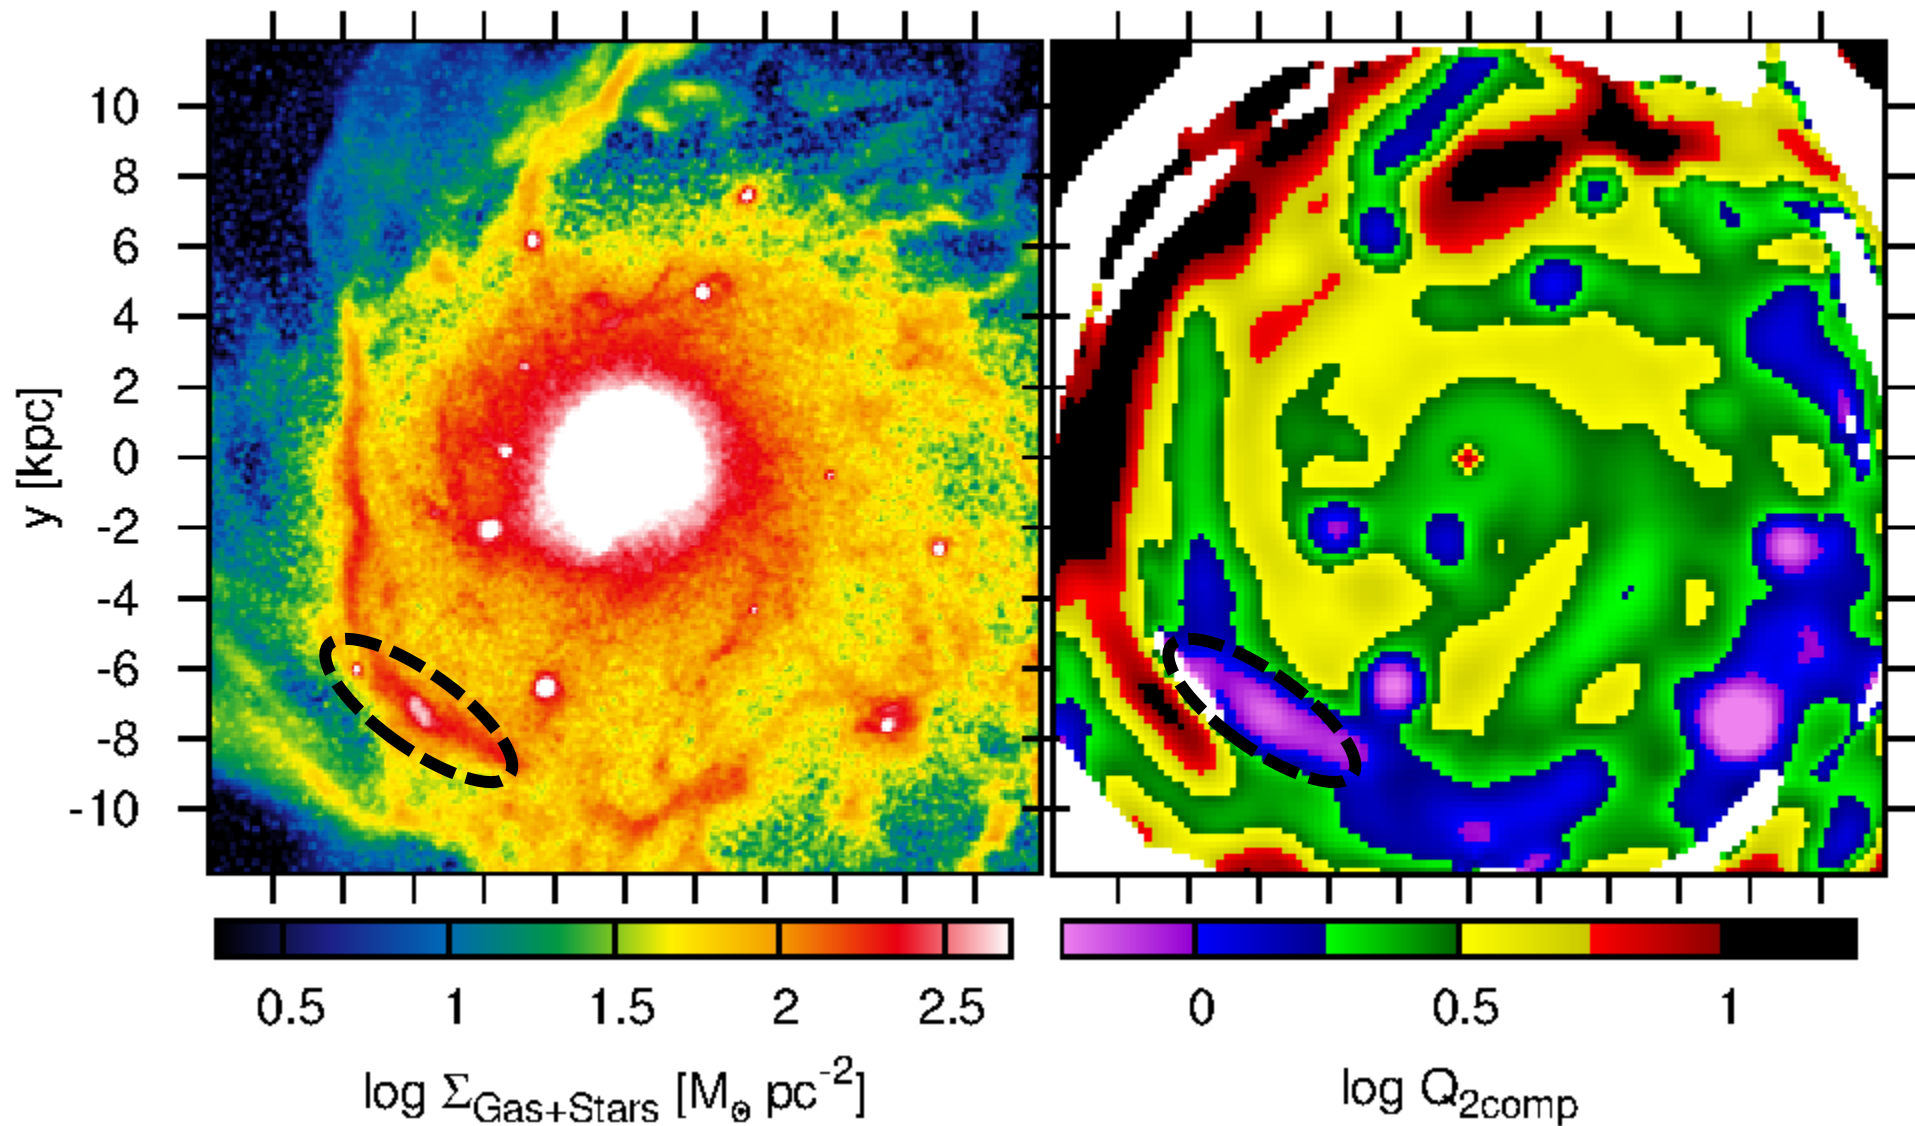 10
8
6
4
2
0
-2
-4
-6
-8
-10
y [kpc]
0.5 1 1.5 2 2.5
0 0.5 1
log Σ_Gas+Stars [M_⊙ pc^-2]
log Q_2comp